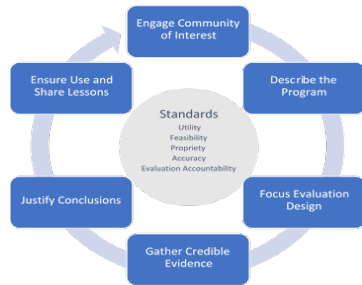 Engage Community
of Interest
Describe the
Program
Focus Evaluation
Design
Gather Credible
Evidence
Justify Conclusions
Ensure Use and
Share Lessons
Standards
Utility
Feasibility
Propriety
Accuracy
Evaluation Accountability